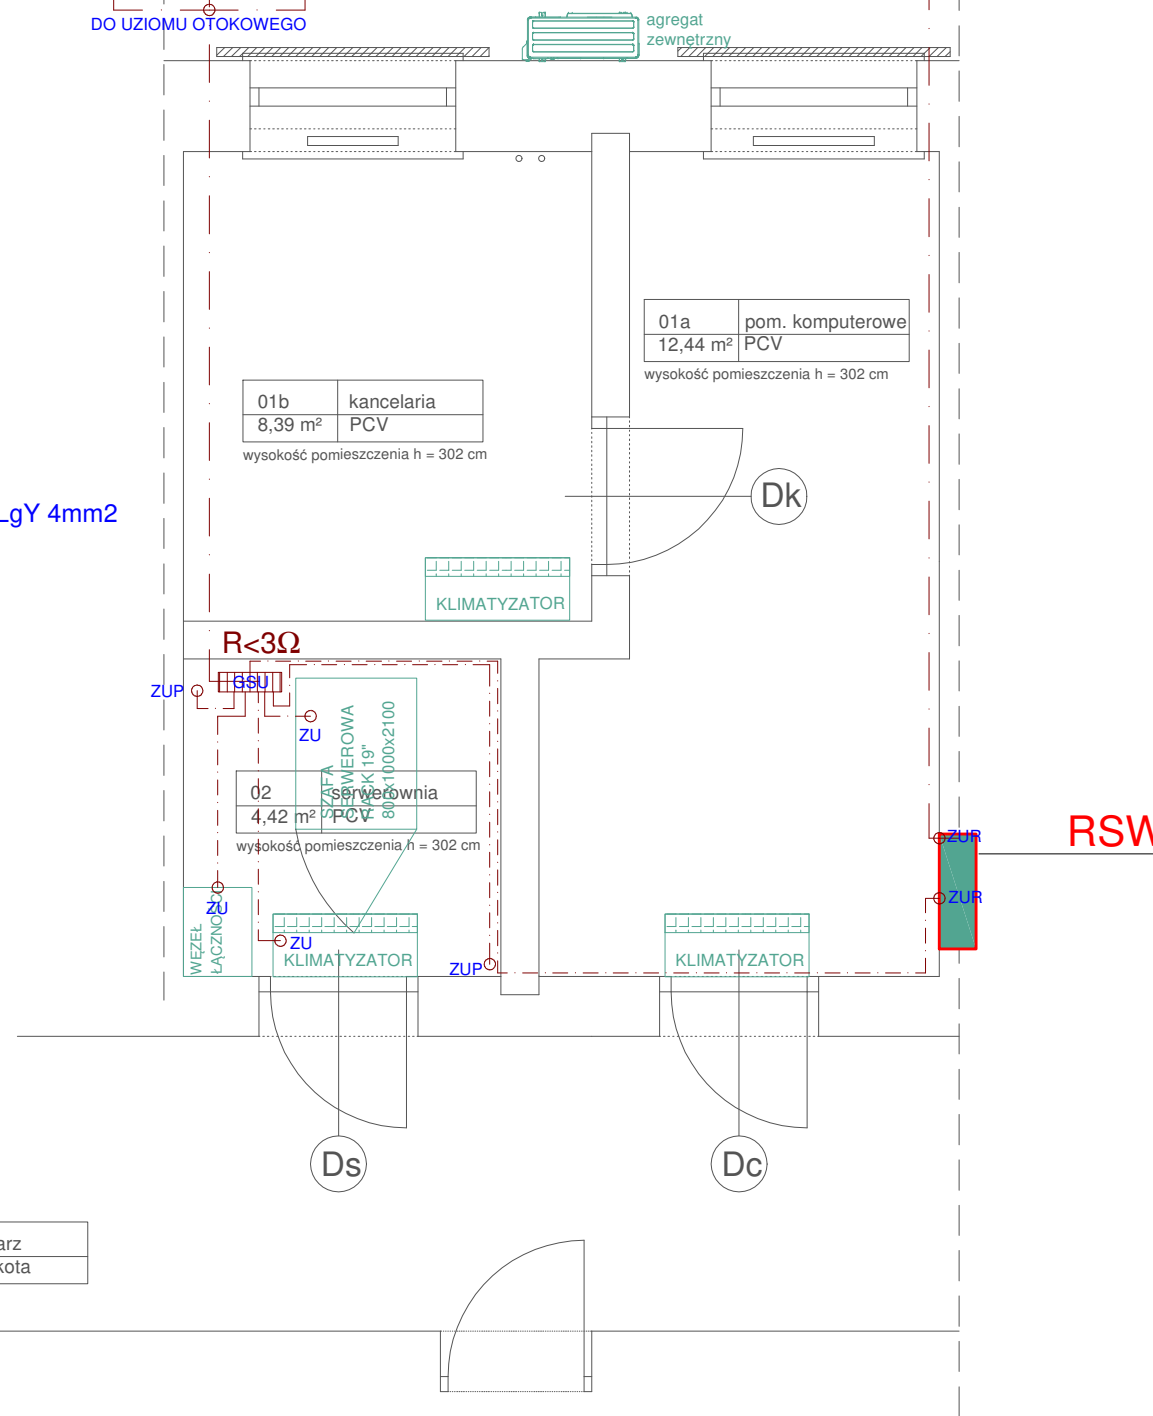 DO UZIOMU OTOKOWEGO
agregat
zewnętrzny
01a pom. komputerowe
12,44 m² PCV
wysokość pomieszczenia h = 302 cm
01b kancelaria
8,39 m² PCV
wysokość pomieszczenia h = 302 cm
Dk
LgY 4mm2
KLIMATYZATOR
R<3Ω
GSU
ZUP
ZU
SZAFA
SERWEROWA
RACK 19"
800x1000x2100
02 serwerownia
4,42 m² PCV
wysokość pomieszczenia h = 302 cm
RSW
ZUR
ZUR
ZU
WĘZEŁ
ŁĄCZNOŚCI
ZU
KLIMATYZATOR
ZUP
KLIMATYZATOR
Ds
Dc
arz
kota